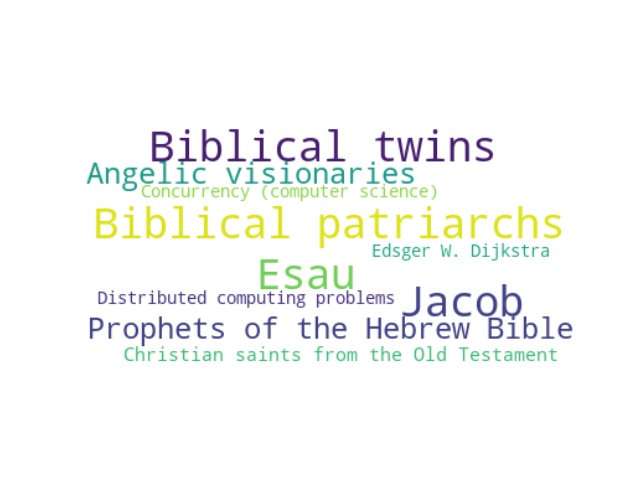 Biblical twins
Angelic visionaries
Concurrency (computer science)
Biblical patriarchs
Edsger W. Dijkstra
Esau
Distributed computing problems
Jacob
Prophets of the Hebrew Bible
Christian saints from the Old Testament